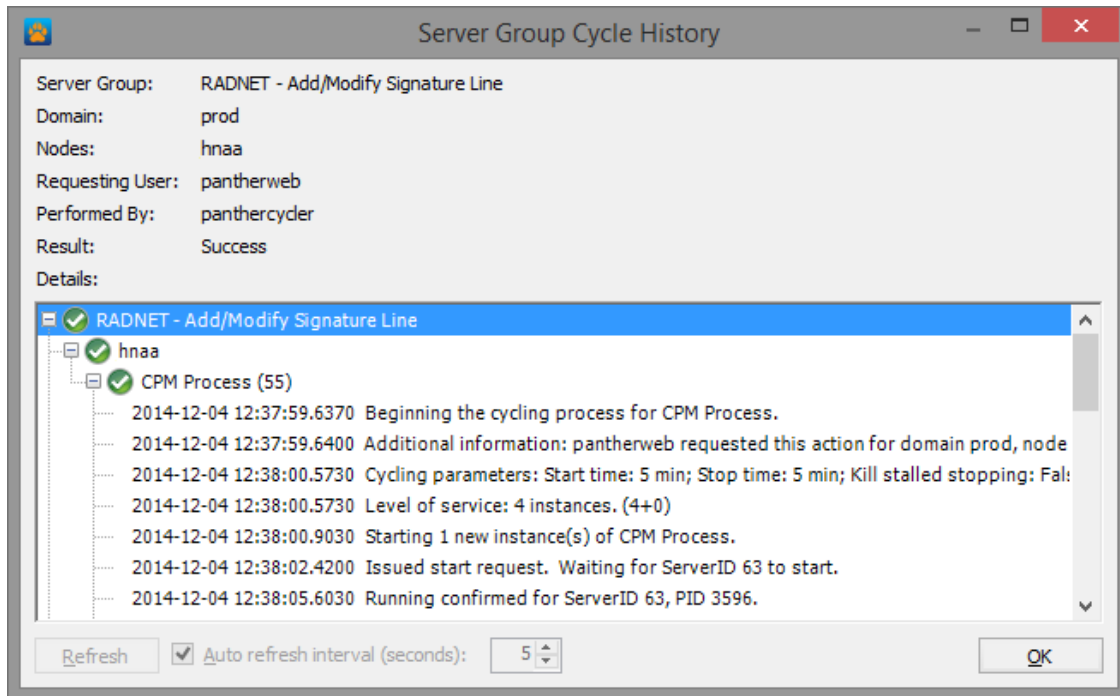 Server Group Cycle History
Server Group: RADNET - Add/Modify Signature Line
Domain: prod
Nodes: hnaa
Requesting User: pantherweb
Performed By: panthercycler
Result: Success
Details:
RADNET - Add/Modify Signature Line
hnaa
CPM Process (55)
2014-12-04 12:37:59.6370 Beginning the cycling process for CPM Process.
2014-12-04 12:37:59.6400 Additional information: pantherweb requested this action for domain prod, node
2014-12-04 12:38:00.5730 Cycling parameters: Start time: 5 min; Stop time: 5 min; Kill stalled stopping: Fals
2014-12-04 12:38:00.5730 Level of service: 4 instances. (4+0)
2014-12-04 12:38:00.9030 Starting 1 new instance(s) of CPM Process.
2014-12-04 12:38:02.4200 Issued start request. Waiting for ServerID 63 to start.
2014-12-04 12:38:05.6030 Running confirmed for ServerID 63, PID 3596.
Refresh Auto refresh interval (seconds): 5 OK